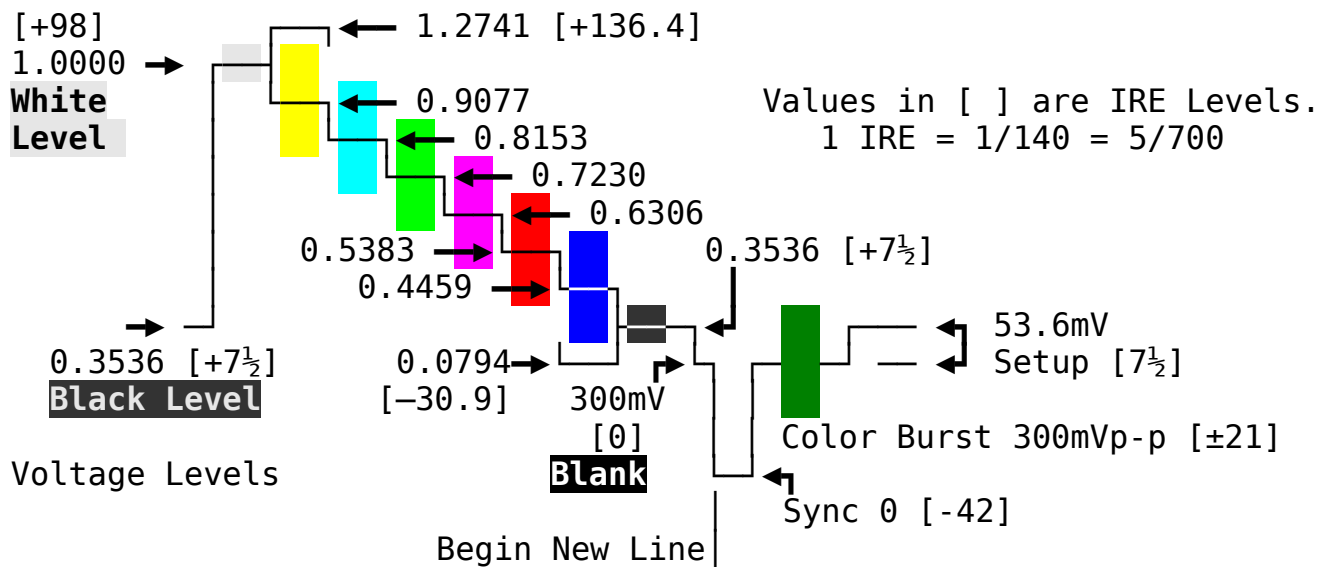 [+98]
1.2741 [+136.4]
1.0000
White
Level
0.9077
Values in [ ] are IRE Levels.
0.8153
1 IRE = 1/140 = 5/700
0.7230
0.6306
0.5383
0.3536 [+7½]
0.4459
53.6mV
0.3536 [+7½]
0.0794
Setup [7½]
Black Level
[—30.9]
300mV
[0]
Color Burst 300mVp-p [±21]
Voltage Levels
Blank
Sync 0 [-42]
Begin New Line